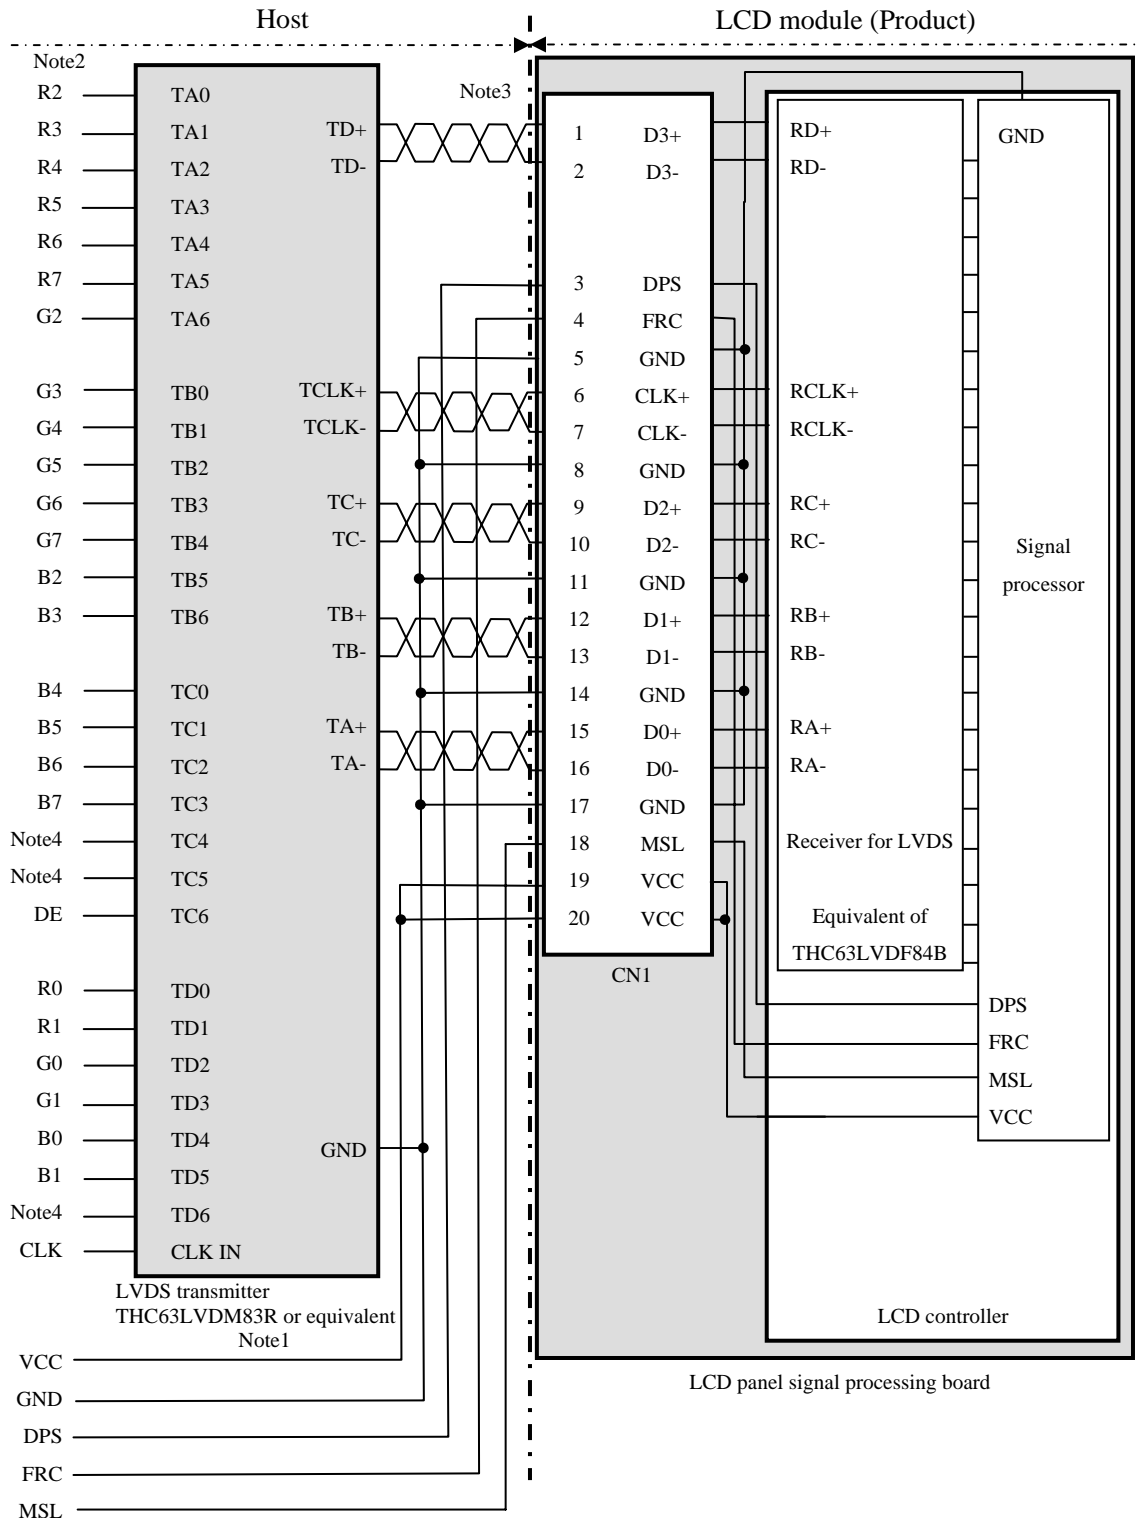 Host
LCD module (Product)
Note2
R2 TA0
R3 TA1
R4 TA2
R5 TA3
R6 TA4
R7 TA5
G2 TA6
G3 TB0
G4 TB1
G5 TB2
G6 TB3
G7 TB4
B2 TB5
B3 TB6
B4 TC0
B5 TC1
B6 TC2
B7 TC3
Note4 TC4
Note4 TC5
DE TC6
R0 TD0
R1 TD1
G0 TD2
G1 TD3
B0 TD4
B1 TD5
Note4 TD6
CLK CLK IN
TD+
TD-
TCLK+
TCLK-
TC+
TC-
TB+
TB-
TA+
TA-
GND
LVDS transmitter
THC63LVDM83R or equivalent
Note1
VCC
GND
DPS
FRC
MSL
Note3
1 D3+
2 D3-
3 DPS
4 FRC
5 GND
6 CLK+
7 CLK-
8 GND
9 D2+
10 D2-
11 GND
12 D1+
13 D1-
14 GND
15 D0+
16 D0-
17 GND
18 MSL
19 VCC
20 VCC
CN1
RD+
RD-
RCLK+
RCLK-
RC+
RC-
RB+
RB-
RA+
RA-
Receiver for LVDS
Equivalent of
THC63LVDF84B
GND
Signal
processor
DPS
FRC
MSL
VCC
LCD controller
LCD panel signal processing board